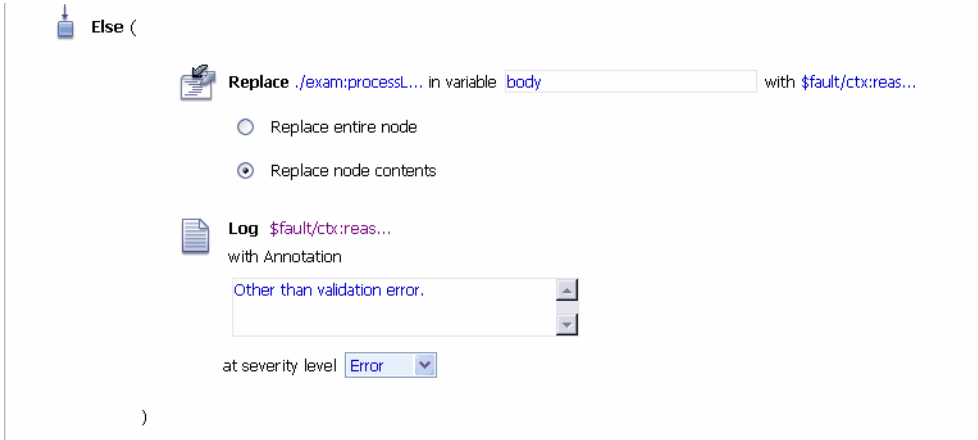 Else (
Replace ./exam:processL... in variable body with $fault/ctx:reas...
Replace entire node
Replace node contents
Log $fault/ctx:reas...
with Annotation
Other than validation error.
at severity level Error
)